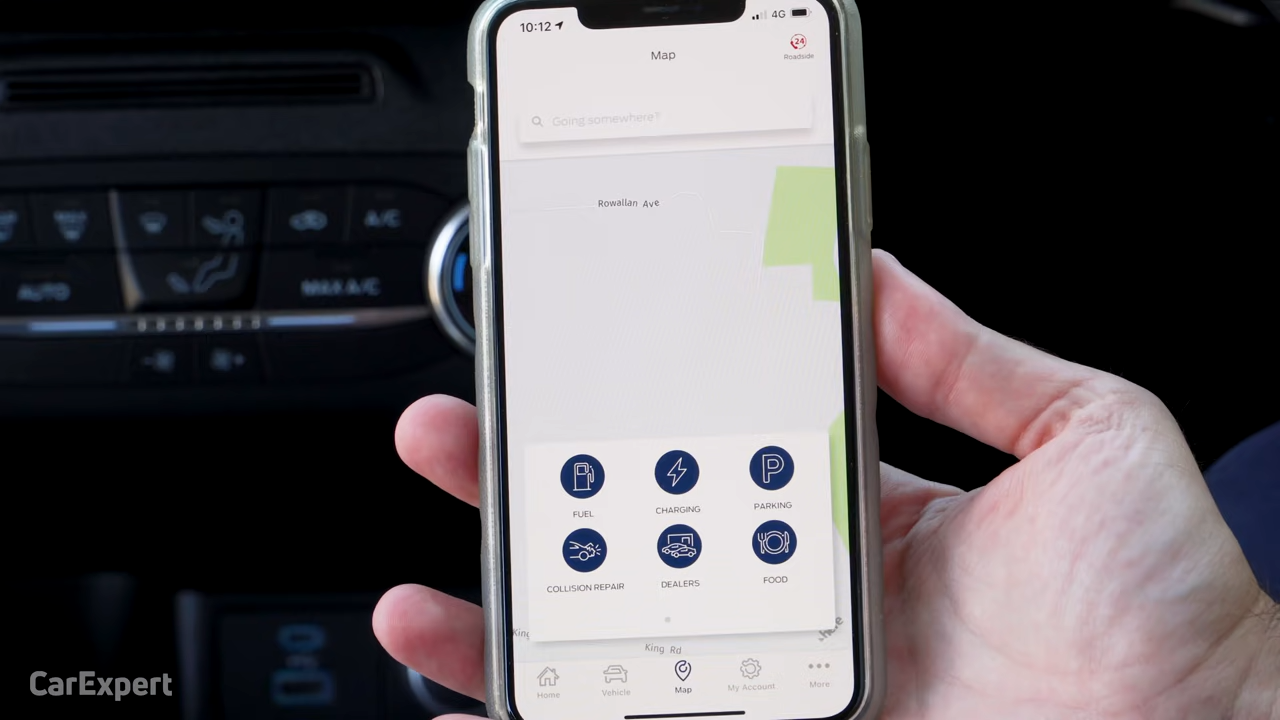 10:12
4G
Map
24
Roadside
Going somewhere?
Rowallan Ave
A/C
AUTO
MAX A/C
P
FUEL
CHARGING
PARKING
COLLISION REPAIR
DEALERS
FOOD
King
King Rd
Home
Vehicle
Map
My Account
More
CarExpert